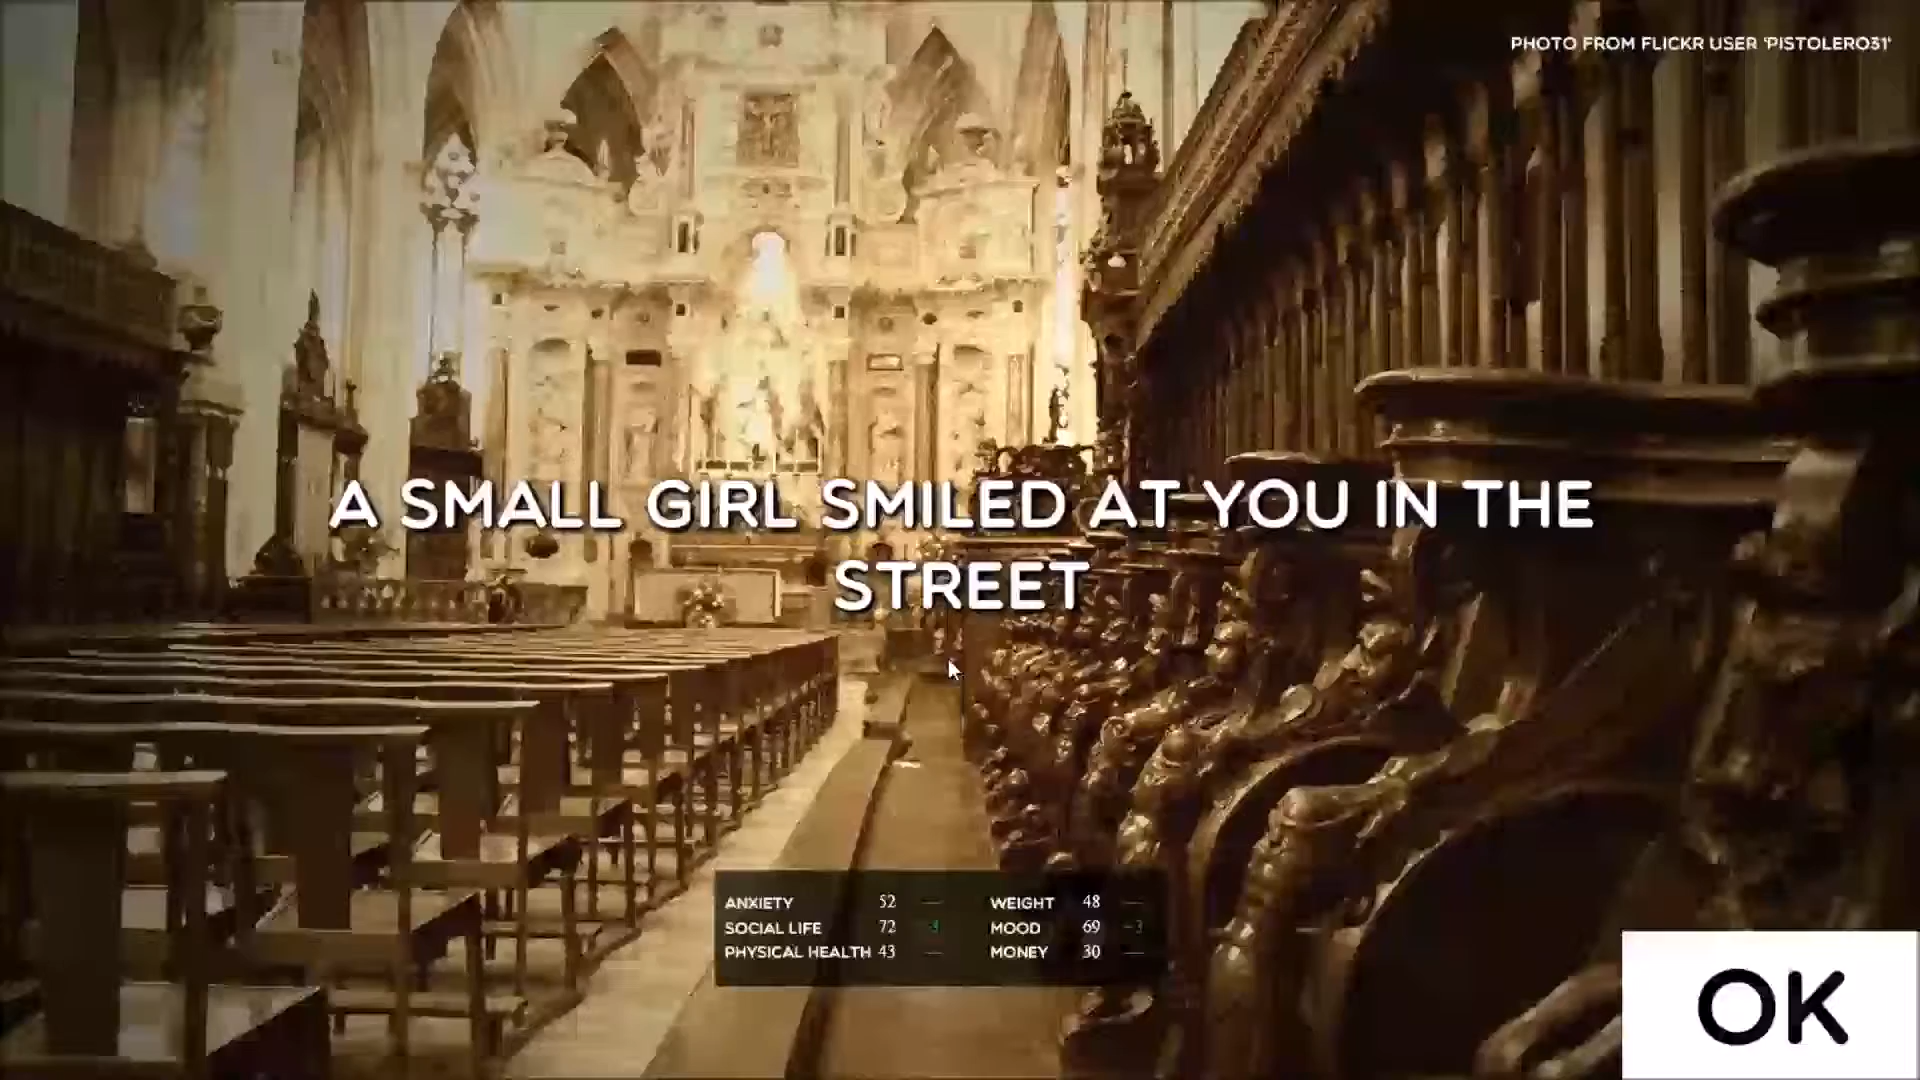 PHOTO FROM FLICKR USER 'PISTOLERO31'
A SMALL GIRL SMILED AT YOU IN THE
STREET
ANXIETY 52 — WEIGHT 48 —
SOCIAL LIFE 72 MOOD 69
PHYSICAL HEALTH 43 — MONEY 30 —
OK